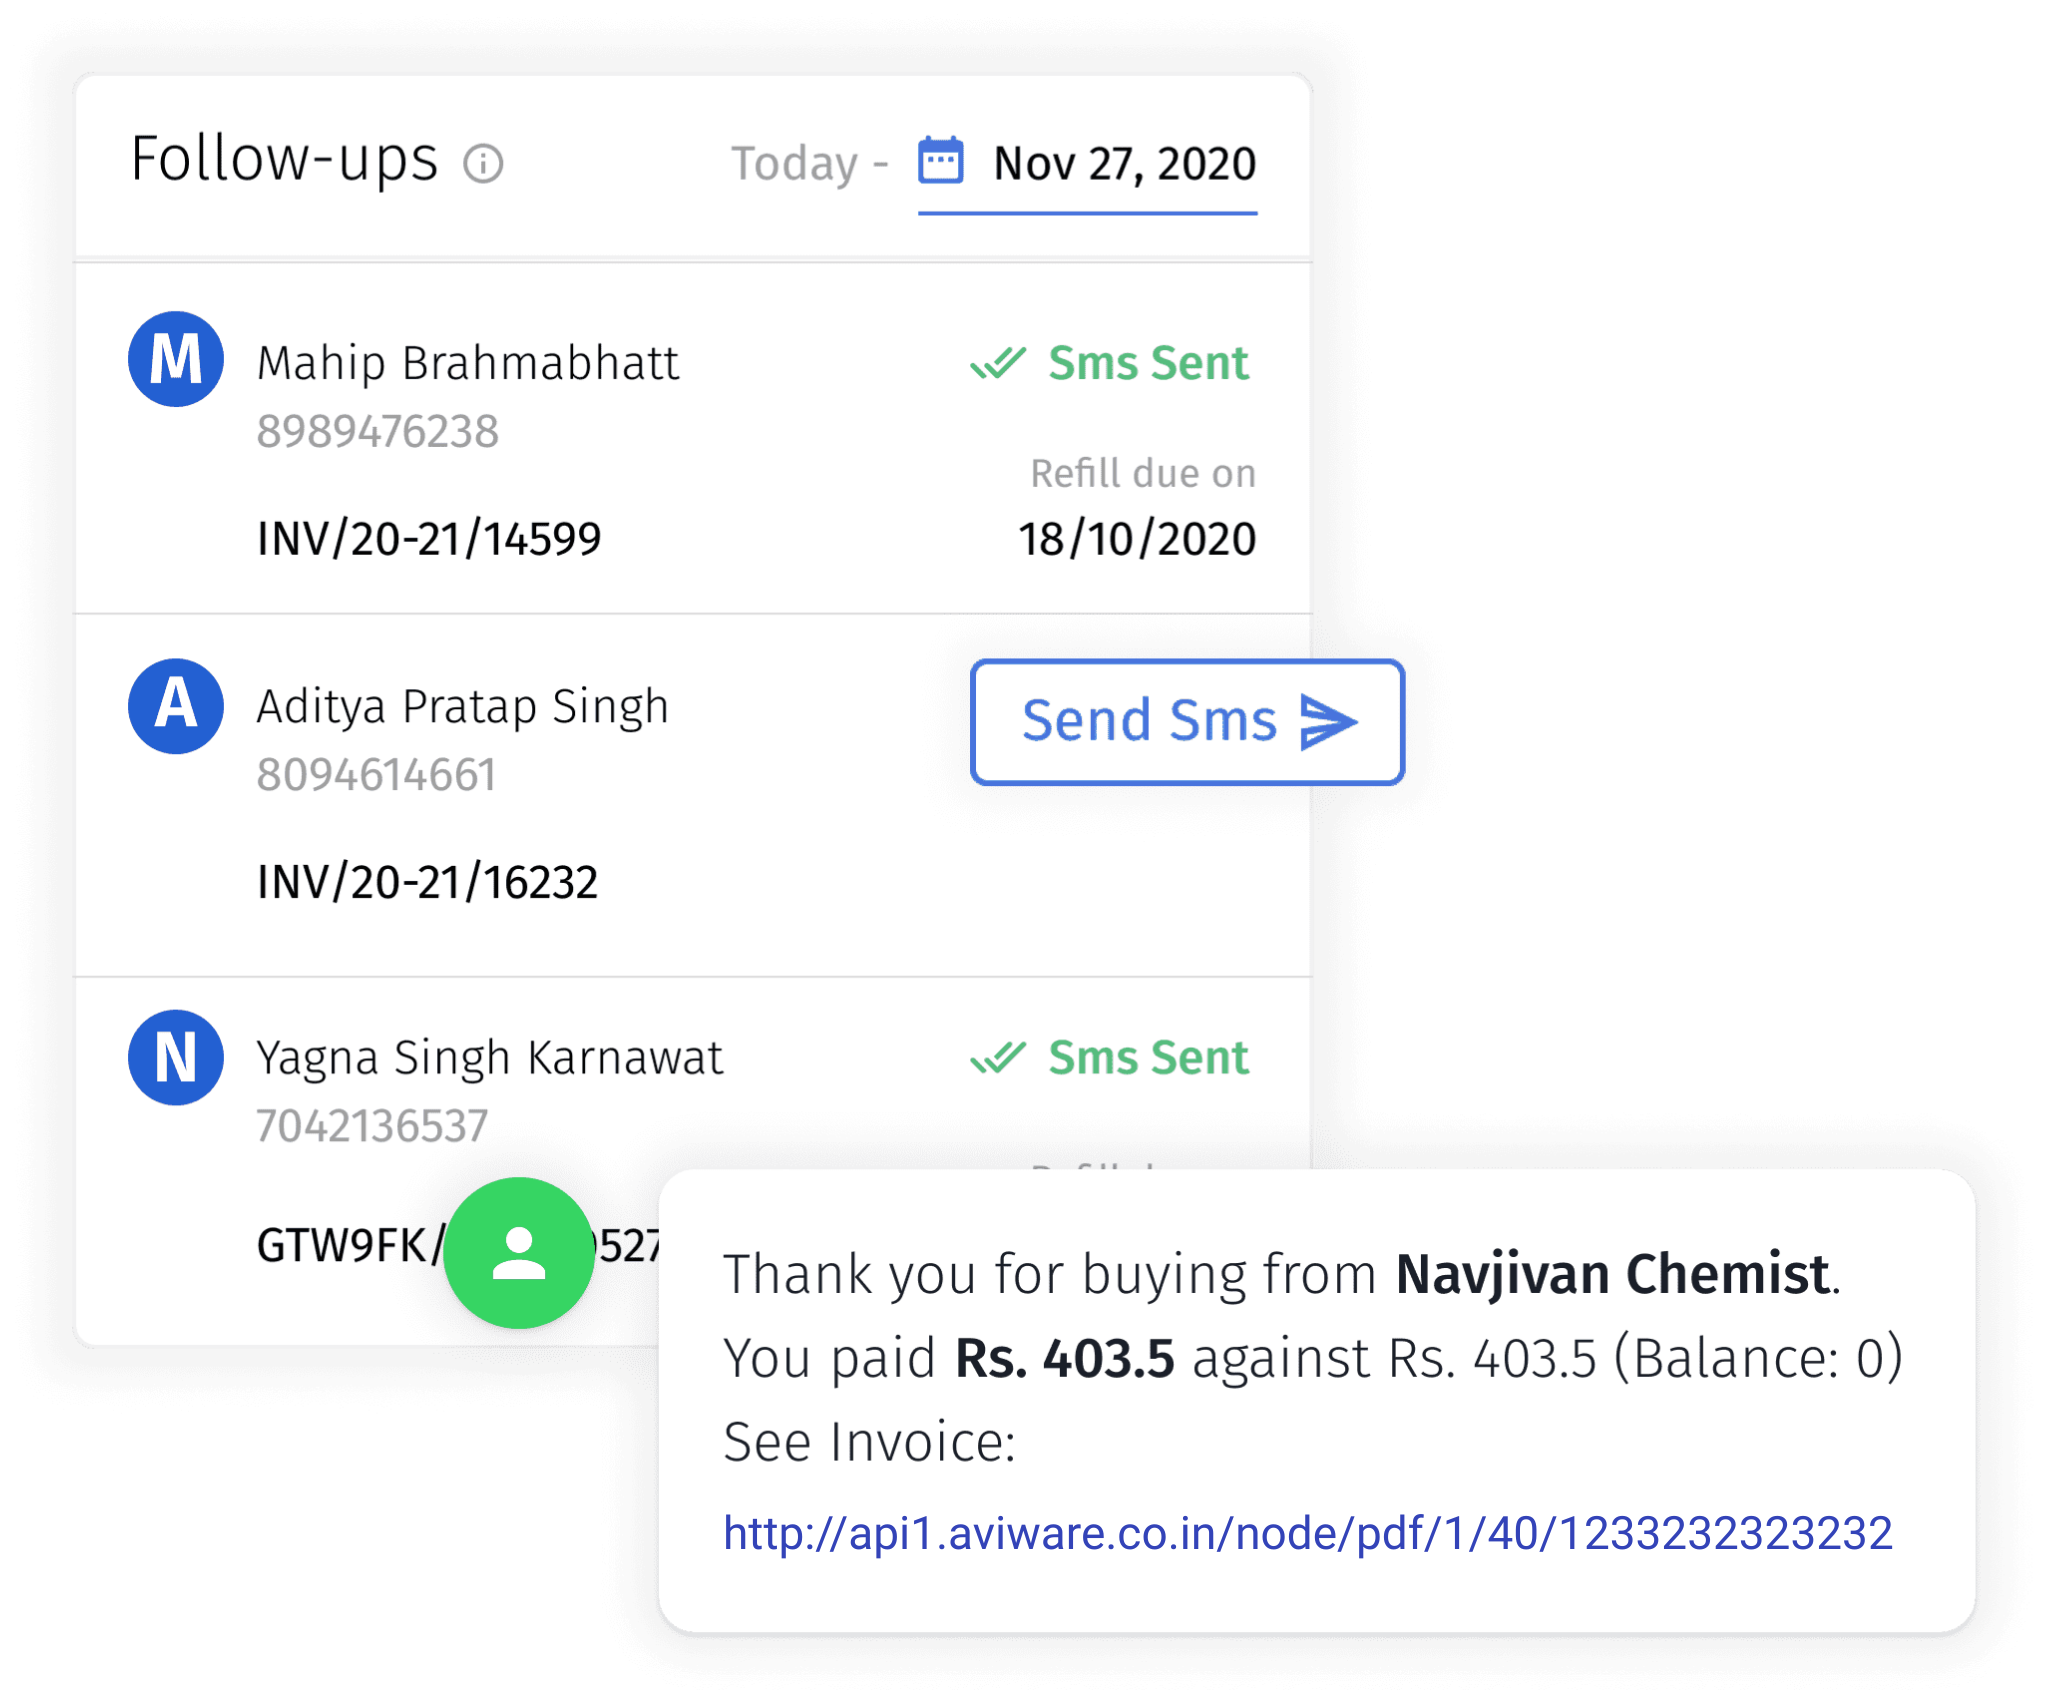 Follow-ups
Today - Nov 27, 2020
M
Mahip Brahmabhatt
Sms Sent
8989476238
Refill due on
INV/20-21/14599
18/10/2020
A
Aditya Pratap Singh
Send Sms
8094614661
INV/20-21/16232
N
Yagna Singh Karnawat
Sms Sent
7042136537
GTW9FK/
Thank you for buying from Navjivan Chemist.
You paid Rs. 403.5 against Rs. 403.5 (Balance: 0)
See Invoice:
http://api1.aviware.co.in/node/pdf/1/40/1233232323232